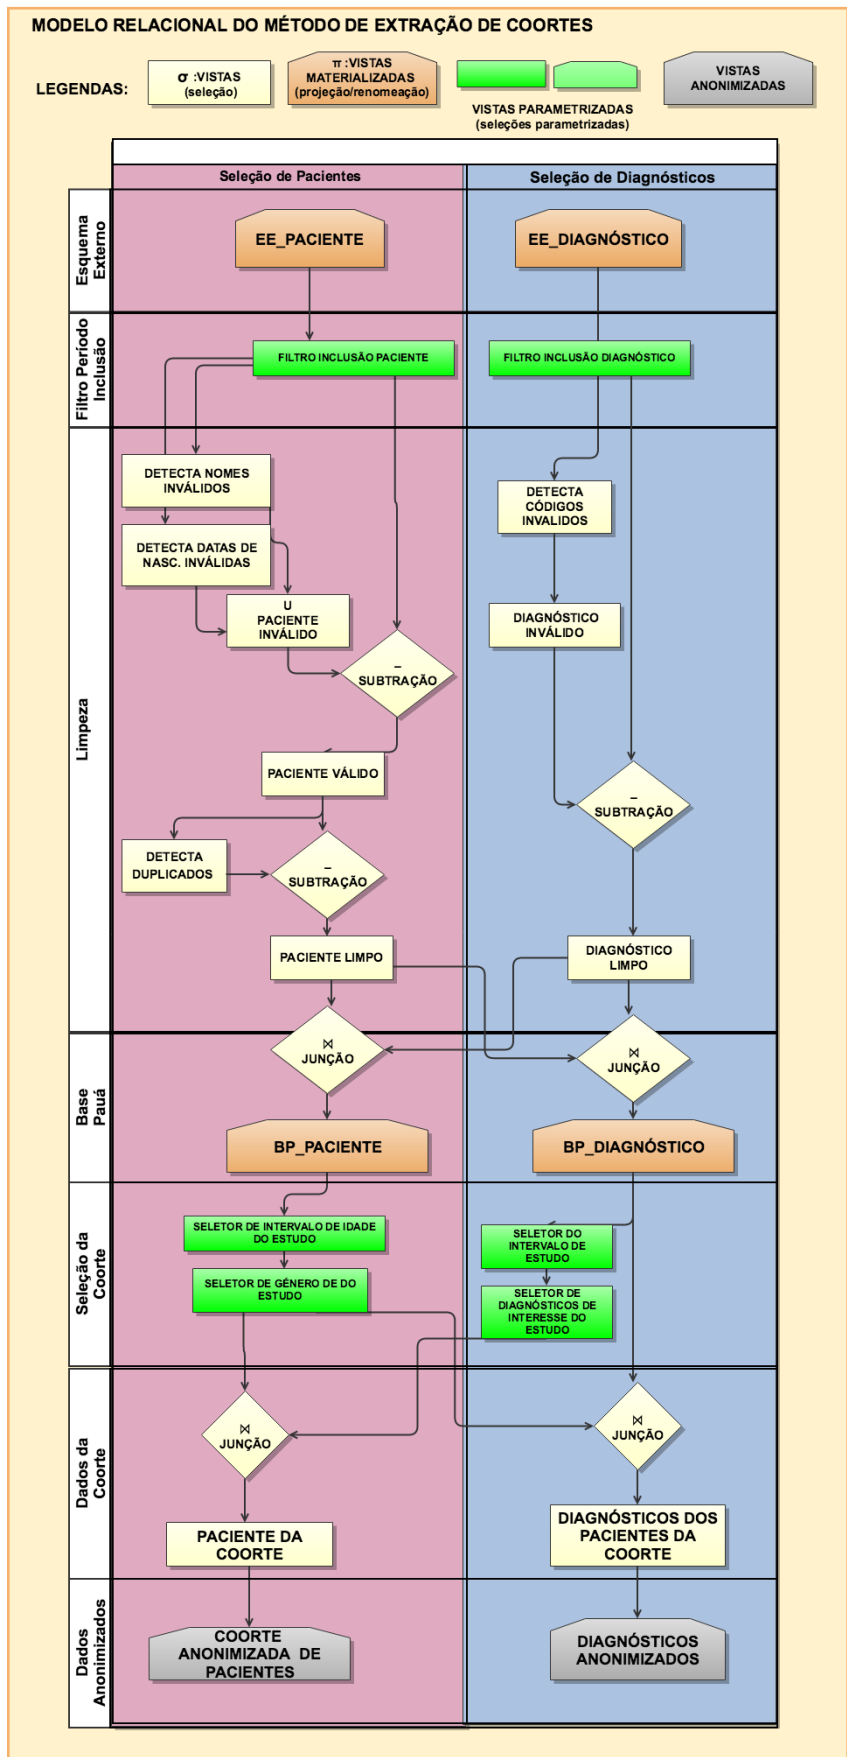 MODELO RELACIONAL DO MÉTODO DE EXTRAÇÃO DE COORTES
LEGENDAS:
σ :VISTAS
(seleção)
π :VISTAS
MATERIALIZADAS
(projeção/renomeação)
VISTAS PARAMETRIZADAS
(seleções parametrizadas)
VISTAS
ANONIMIZADAS
Seleção de Pacientes
Seleção de Diagnósticos
Esquema
Externo
EE_PACIENTE
EE_DIAGNÓSTICO
Filtro Período
Inclusão
FILTRO INCLUSÃO PACIENTE
FILTRO INCLUSÃO DIAGNÓSTICO
Limpeza
DETECTA NOMES
INVÁLIDOS
DETECTA
CÓDIGOS
INVALIDOS
DETECTA DATAS DE
NASC. INVÁLIDAS
U
PACIENTE
INVÁLIDO
DIAGNÓSTICO
INVÁLIDO
–
SUBTRAÇÃO
PACIENTE VÁLIDO
–
SUBTRAÇÃO
DETECTA
DUPLICADOS
–
SUBTRAÇÃO
PACIENTE LIMPO
DIAGNÓSTICO
LIMPO
Base
Pauá
⋈
JUNÇÃO
⋈
JUNÇÃO
BP_PACIENTE
BP_DIAGNÓSTICO
Seleção da
Coorte
SELETOR DE INTERVALO DE IDADE
DO ESTUDO
SELETOR DO
INTERVALO DE
ESTUDO
SELETOR DE GÊNERO DE DO
ESTUDO
SELETOR DE
DIAGNÓSTICOS DE
INTERESSE DO
ESTUDO
Dados da
Coorte
⋈
JUNÇÃO
⋈
JUNÇÃO
PACIENTE DA
COORTE
DIAGNÓSTICOS DOS
PACIENTES DA
COORTE
Dados
Anonimizados
COORTE
ANONIMIZADA DE
PACIENTES
DIAGNÓSTICOS
ANONIMIZADOS